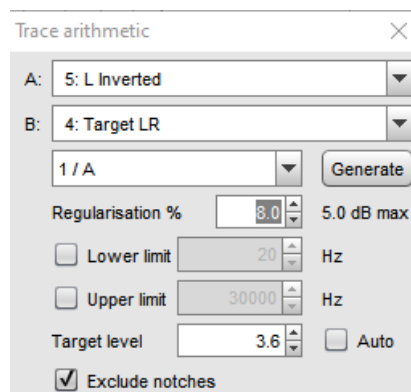 Trace arithmetic
A: 5: L Inverted
B: 4: Target LR
1 / A Generate
Regularisation % 8.0 5.0 dB max
Lower limit 20 Hz
Upper limit 30000 Hz
Target level 3.6 Auto
Exclude notches